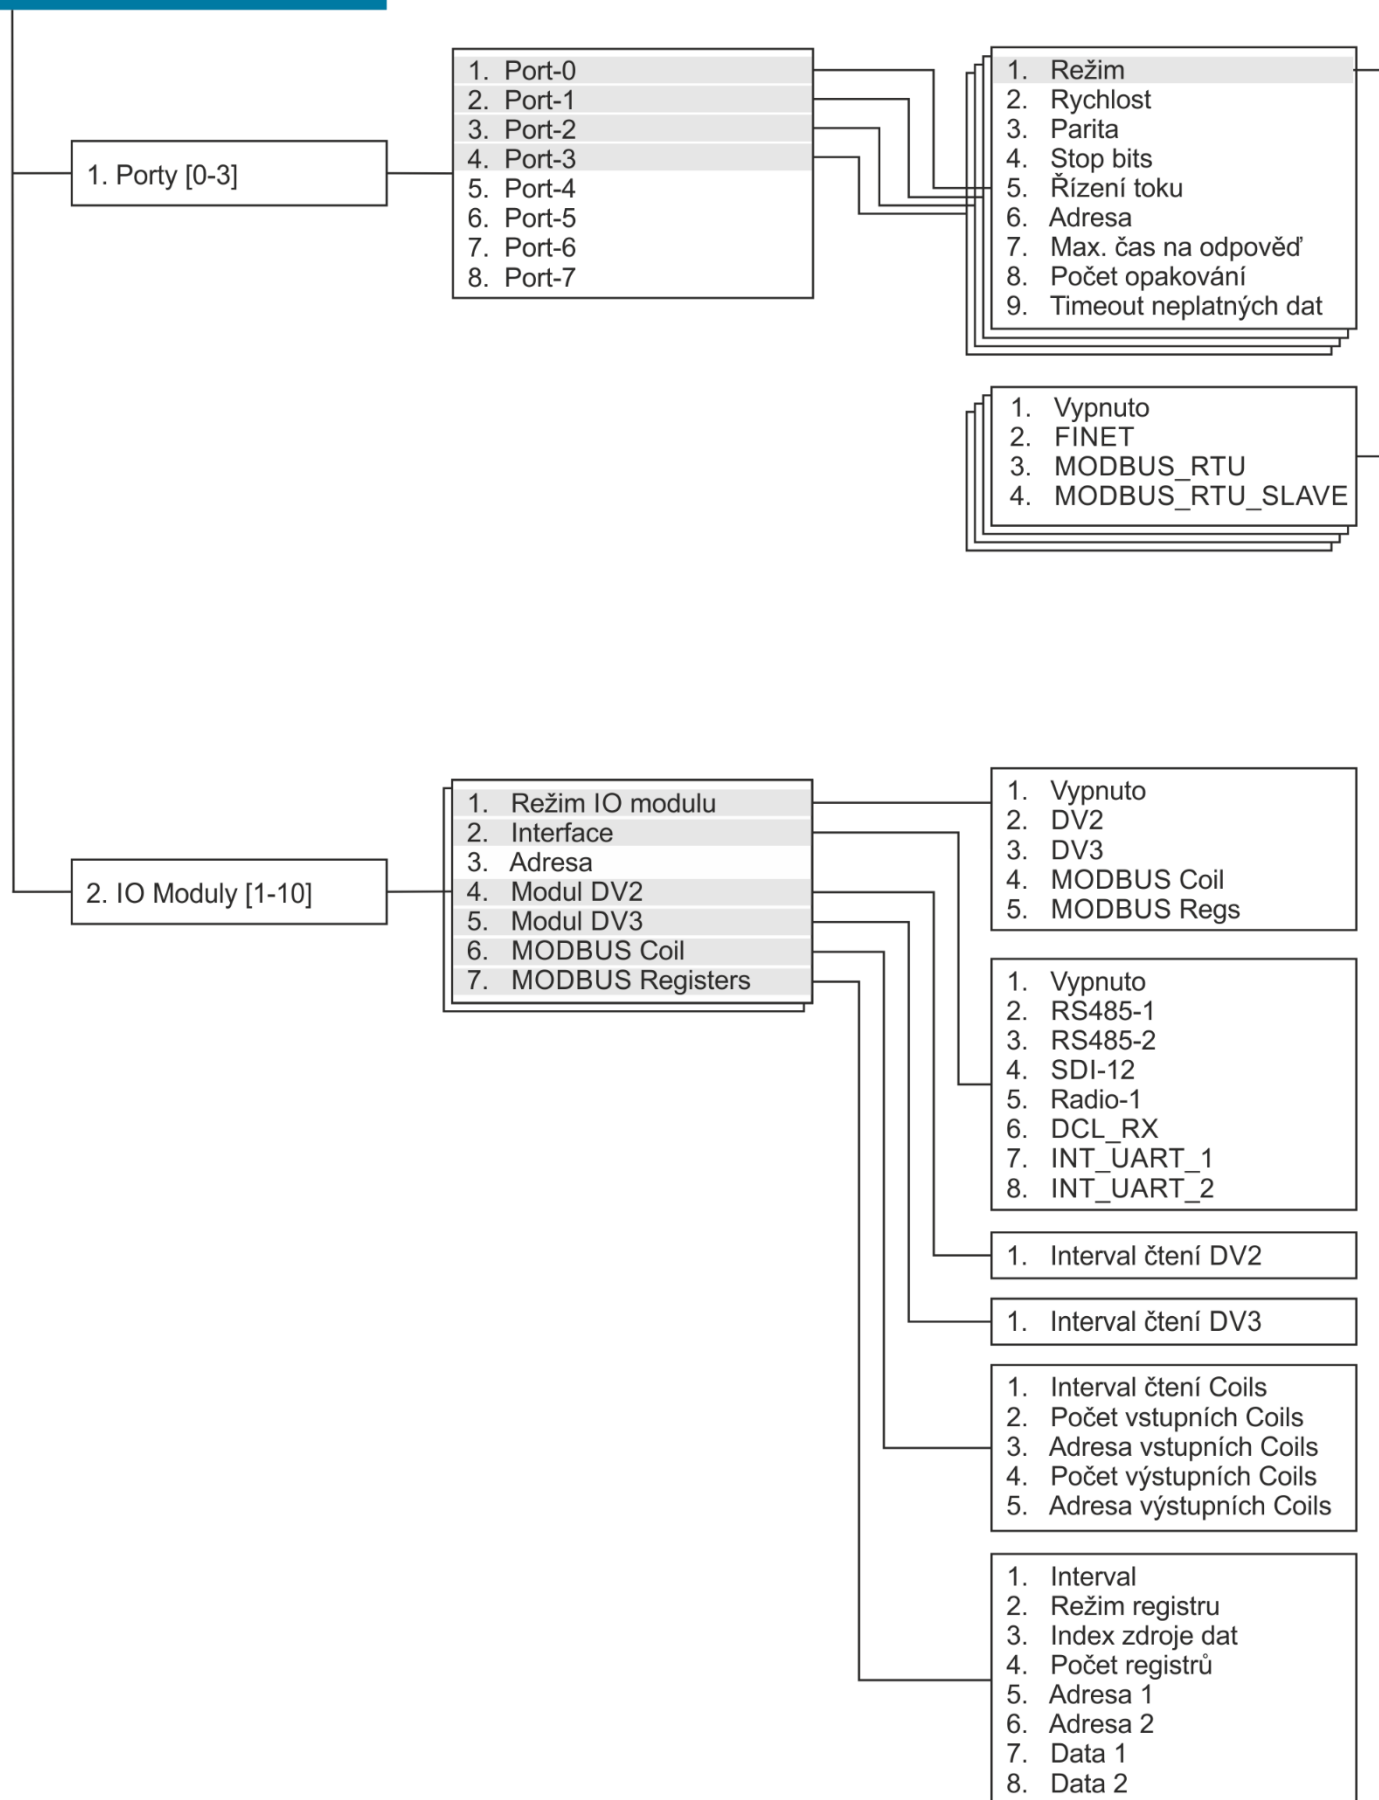 1. Porty [0-3]
1. Port-0
2. Port-1
3. Port-2
4. Port-3
5. Port-4
6. Port-5
7. Port-6
8. Port-7
1. Režim
2. Rychlost
3. Parita
4. Stop bits
5. Řízení toku
6. Adresa
7. Max. čas na odpověď
8. Počet opakování
9. Timeout neplatných dat
1. Vypnuto
2. FINET
3. MODBUS_RTU
4. MODBUS_RTU_SLAVE
2. IO Moduly [1-10]
1. Režim IO modulu
2. Interface
3. Adresa
4. Modul DV2
5. Modul DV3
6. MODBUS Coil
7. MODBUS Registers
1. Vypnuto
2. DV2
3. DV3
4. MODBUS Coil
5. MODBUS Regs
1. Vypnuto
2. RS485-1
3. RS485-2
4. SDI-12
5. Radio-1
6. DCL_RX
7. INT_UART_1
8. INT_UART_2
1. Interval čtení DV2
1. Interval čtení DV3
1. Interval čtení Coils
2. Počet vstupních Coils
3. Adresa vstupních Coils
4. Počet výstupních Coils
5. Adresa výstupních Coils
1. Interval
2. Režim registru
3. Index zdroje dat
4. Počet registrů
5. Adresa 1
6. Adresa 2
7. Data 1
8. Data 2